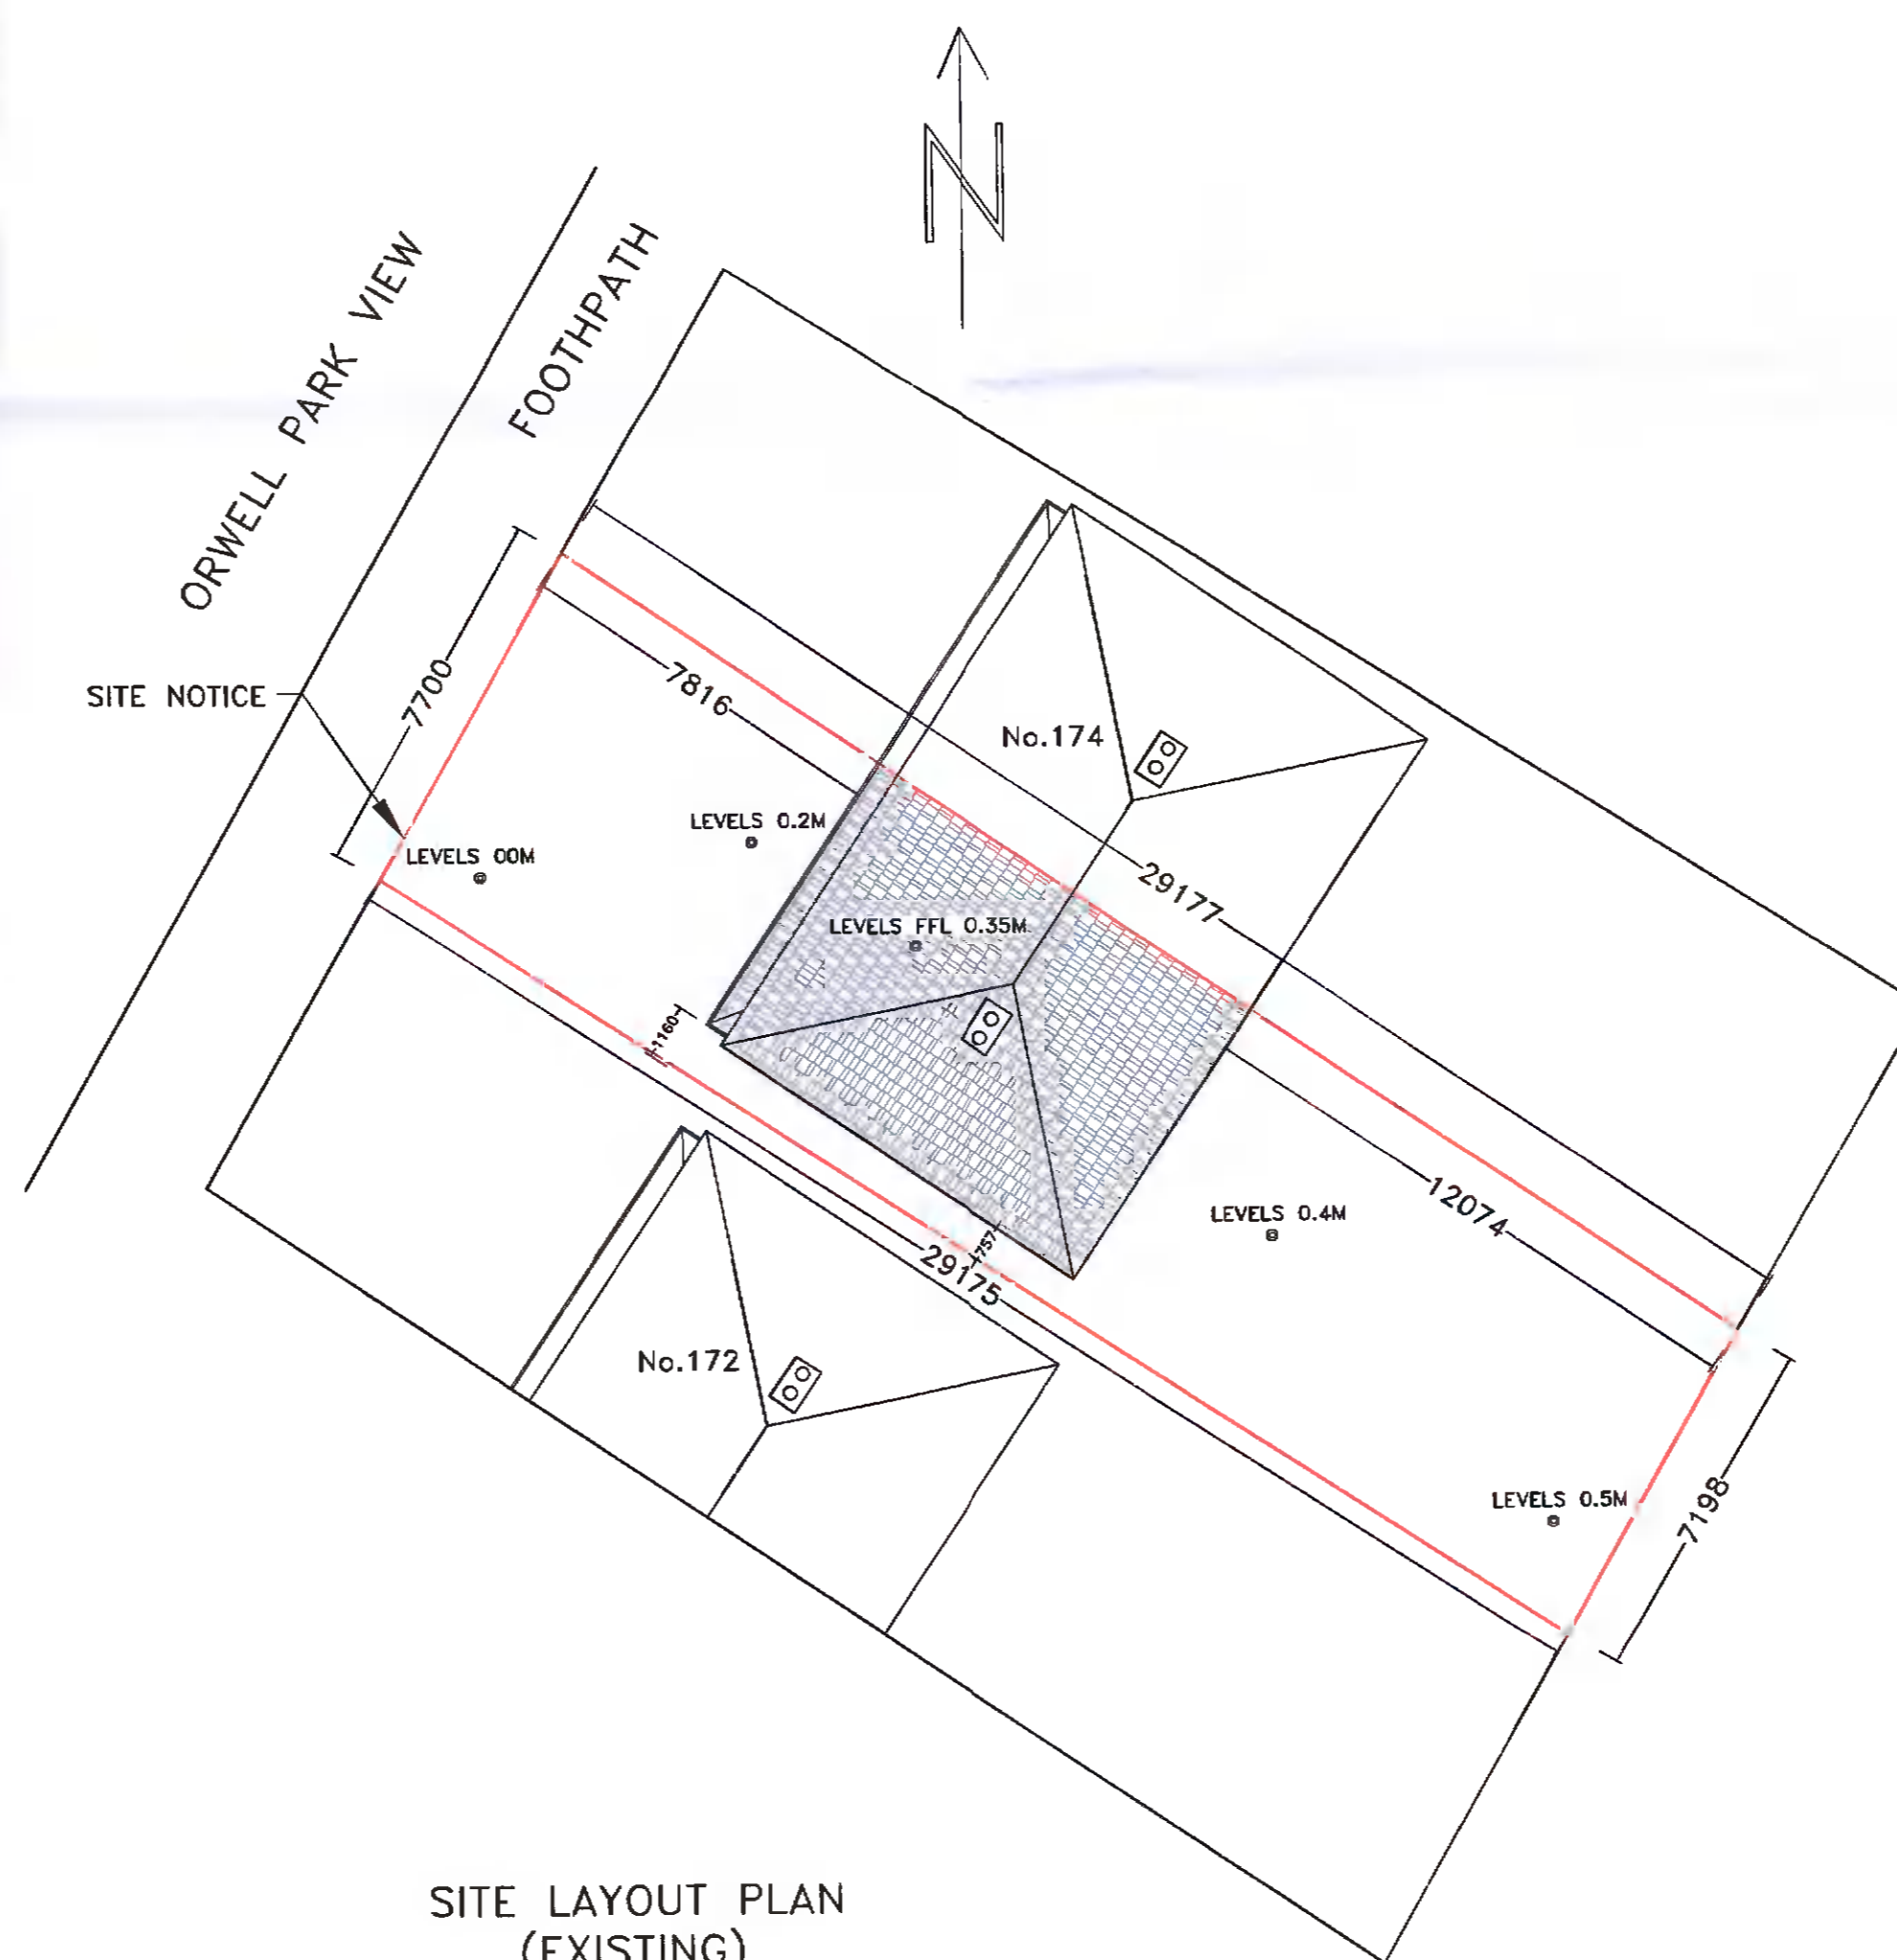 N
ORWELL PARK VIEW
FOOTHPATH
SITE NOTICE
7700
7816
No.174
LEVELS 0.2M
LEVELS 00M
29177
LEVELS FFL 0.35M
1160
12074
LEVELS 0.4M
757
29175
No.172
LEVELS 0.5M
7198
SITE LAYOUT PLAN
(EXISTING)